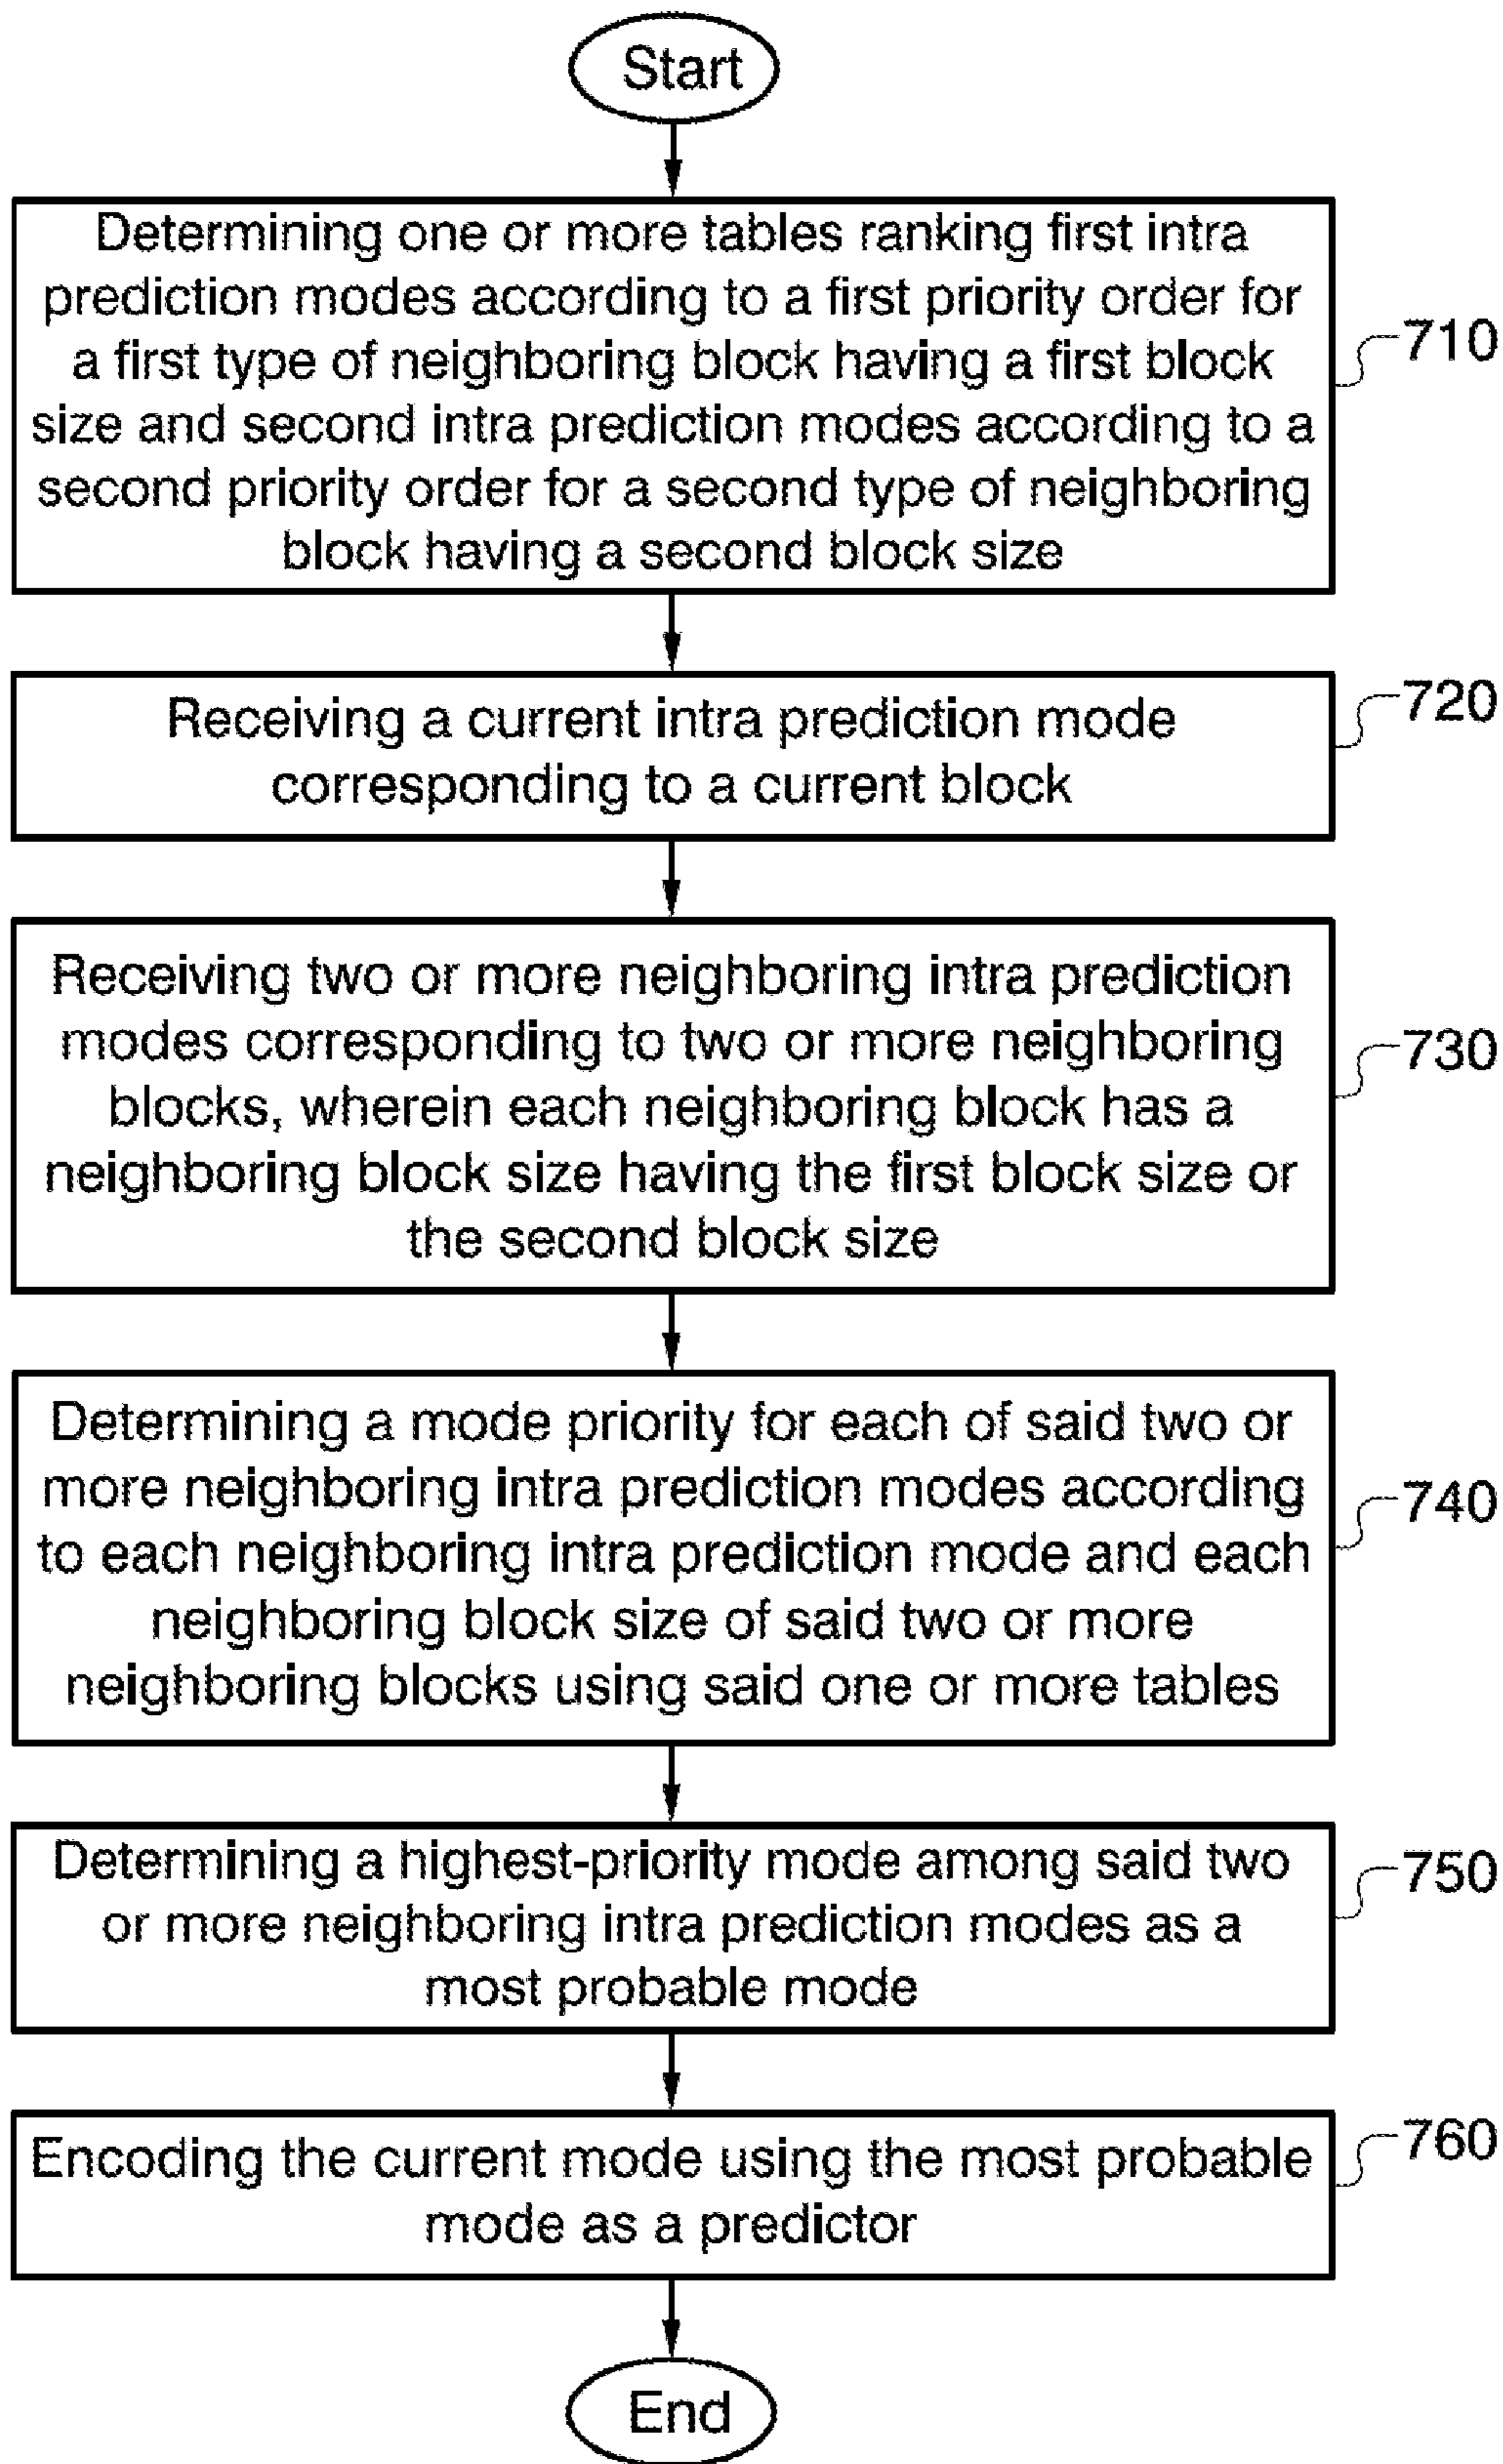 Start
Determining one or more tables ranking first intra
prediction modes according to a first priority order for
a first type of neighboring block having a first block
size and second intra prediction modes according to a
second priority order for a second type of neighboring
block having a second block size
710
Receiving a current intra prediction mode
corresponding to a current block
720
Receiving two or more neighboring intra prediction
modes corresponding to two or more neighboring
blocks, wherein each neighboring block has a
neighboring block size having the first block size or
the second block size
730
Determining a mode priority for each of said two or
more neighboring intra prediction modes according
to each neighboring intra prediction mode and each
neighboring block size of said two or more
neighboring blocks using said one or more tables
740
Determining a highest-priority mode among said two
or more neighboring intra prediction modes as a
most probable mode
750
Encoding the current mode using the most probable
mode as a predictor
760
End